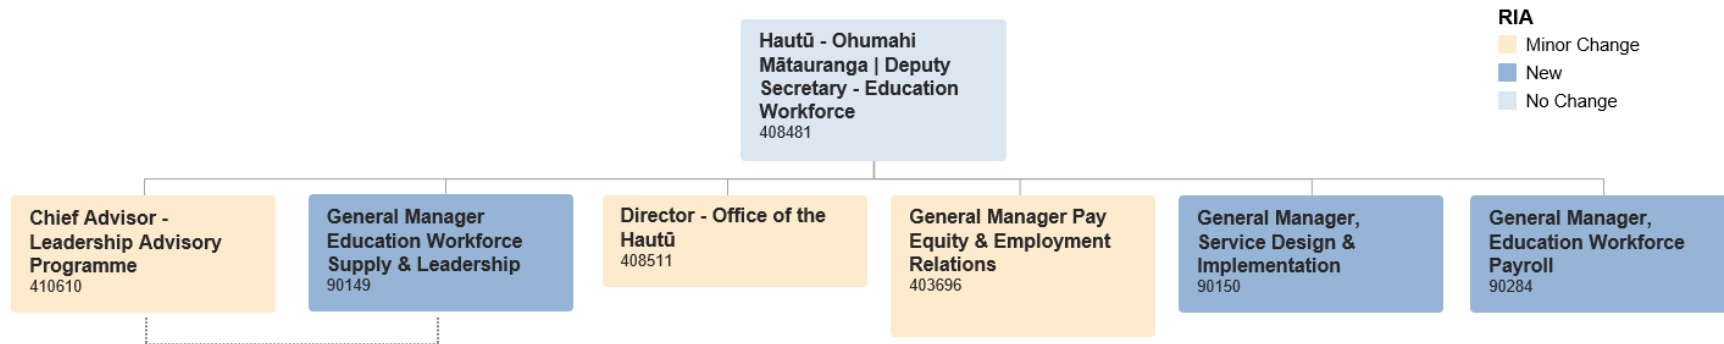 RIA
Minor Change
New
No Change
Hautū - Ohumahi
Mātauranga | Deputy
Secretary - Education
Workforce
408481
Chief Advisor -
Leadership Advisory
Programme
410610
General Manager
Education Workforce
Supply & Leadership
90149
Director - Office of the
Hautū
408511
General Manager Pay
Equity & Employment
Relations
403696
General Manager,
Service Design &
Implementation
90150
General Manager,
Education Workforce
Payroll
90284